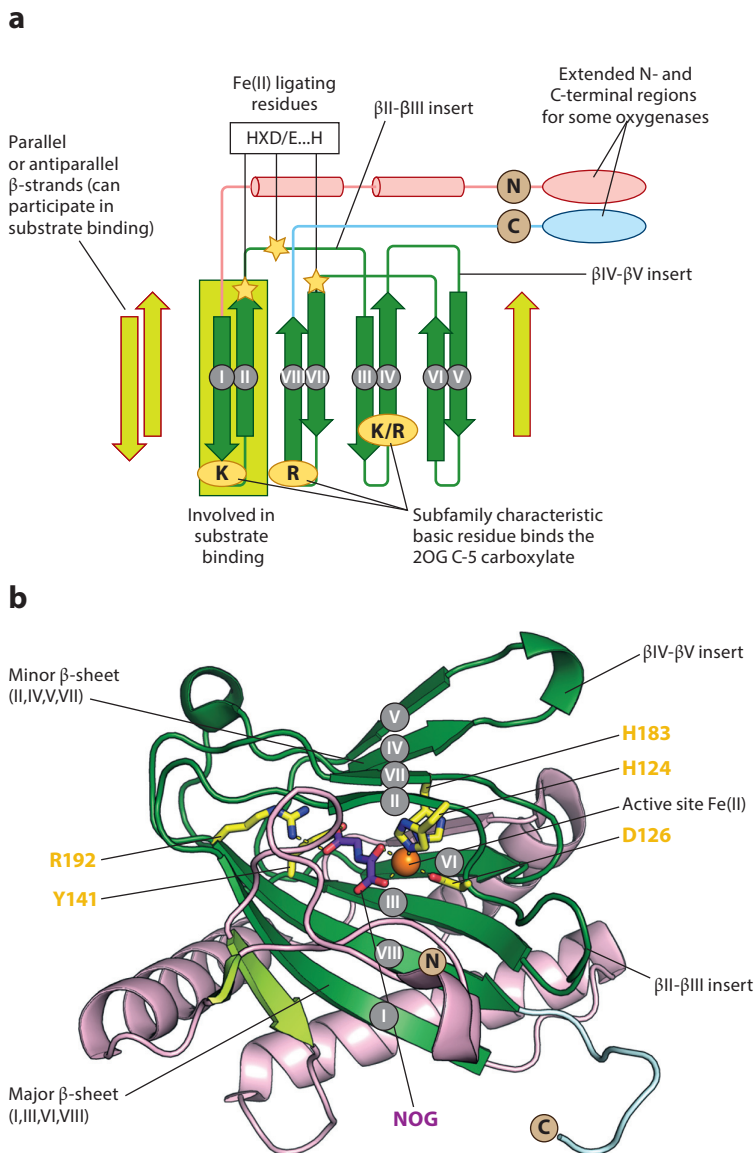 a
Fe(II) ligating
residues
HXD/E...H
βII-βIII insert
Extended N- and
C-terminal regions
for some oxygenases
Parallel
or antiparallel
β-strands (can
participate in
substrate binding)
N
C
βIV-βV insert
I
II
VIII
VII
III
IV
VI
V
K/R
K
R
Involved in
substrate
binding
Subfamily characteristic
basic residue binds the
2OG C-5 carboxylate
b
βIV-βV insert
Minor β-sheet
(II,IV,V,VII)
V
IV
VII
II
H183
H124
Active site Fe(II)
D126
R192
Y141
VI
III
VIII
N
I
βII-βIII insert
Major β-sheet
(I,III,VI,VIII)
NOG
C